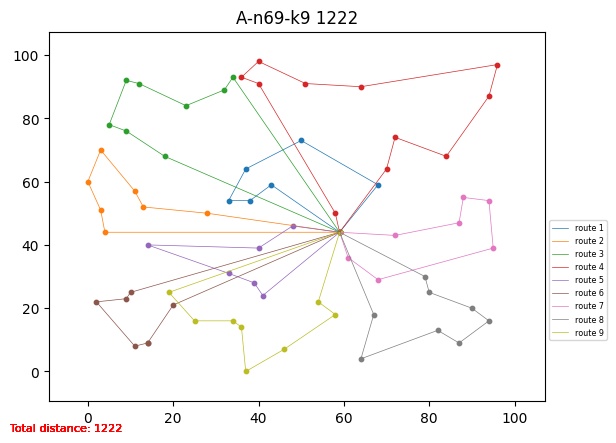 A-n69-k9 1222
100
80
60
40
20
0
0 20 40 60 80 100
route 1
route 2
route 3
route 4
route 5
route 6
route 7
route 8
route 9
Total distance: 1222